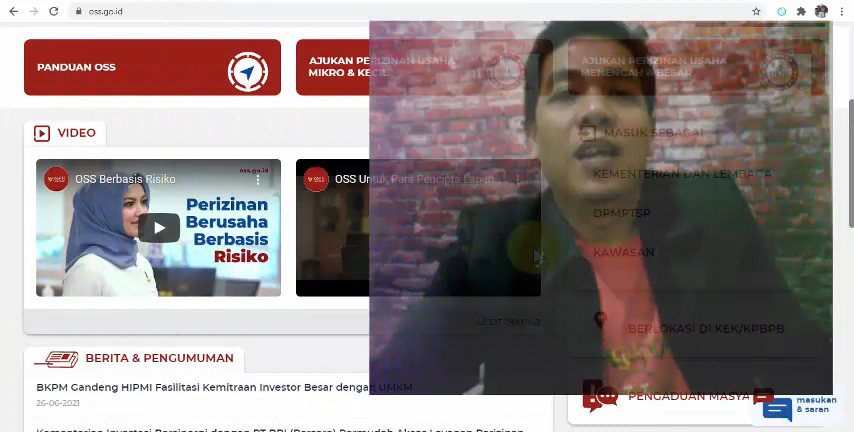 oss.go.id
PANDUAN OSS
AJUKAN PERIZINAN USAHA
MIKRO & KECIL
AJUKAN PERIZINAN USAHA
MENENGAH & BESAR
VIDEO
OSS Berbasis Risiko
oss.go.id
Perizinan
Berusaha
Berbasis
Risiko
OSS Untuk Para Pencipta
Lihat Semua
MASUK SEBAGAI
KEMENTERIAN DAN LEMBAGA
DPMPTSP
KAWASAN
BERLOKASI DI KEK/KPBPB
PENGADUAN MASYA
masukan
& saran
BERITA & PENGUMUMAN
BKPM Gandeng HIPMI Fasilitasi Kemitraan Investor Besar dengan UMKM
26-06-2021